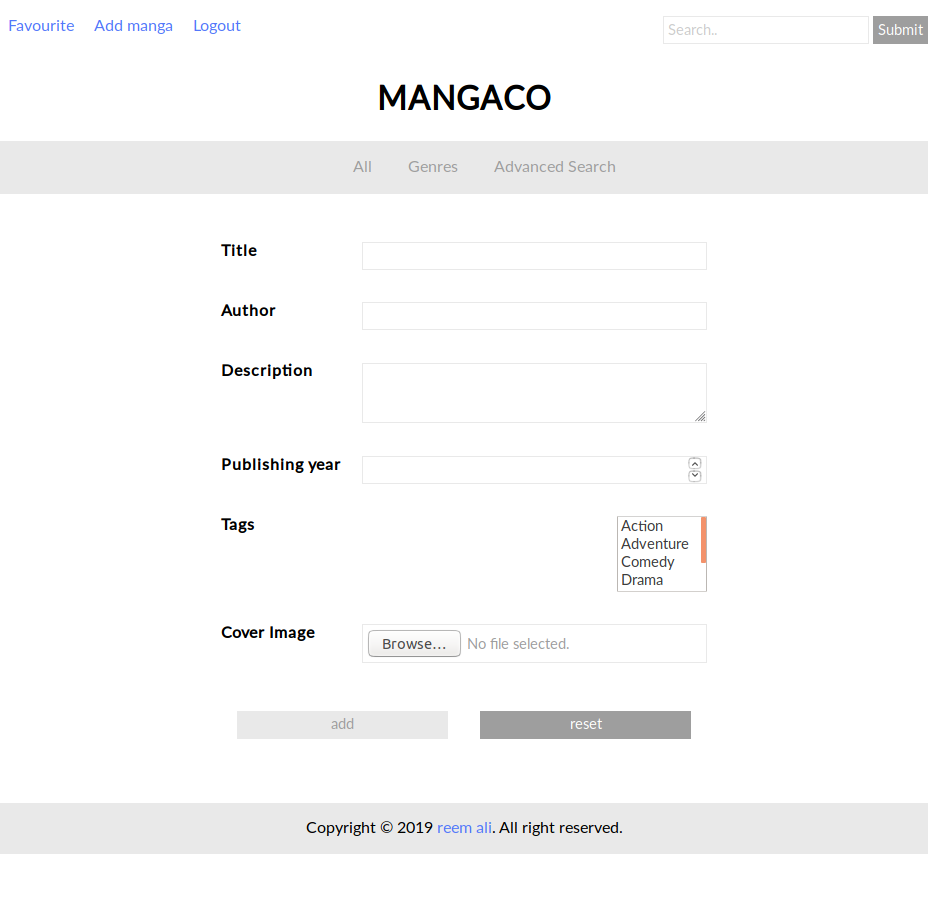 Favourite Add manga Logout Search.. Submit
MANGACO
All Genres Advanced Search
Title
Author
Description
Publishing year
Tags
Action
Adventure
Comedy
Drama
Cover Image Browse... No file selected.
add reset
Copyright © 2019 reem ali. All right reserved.